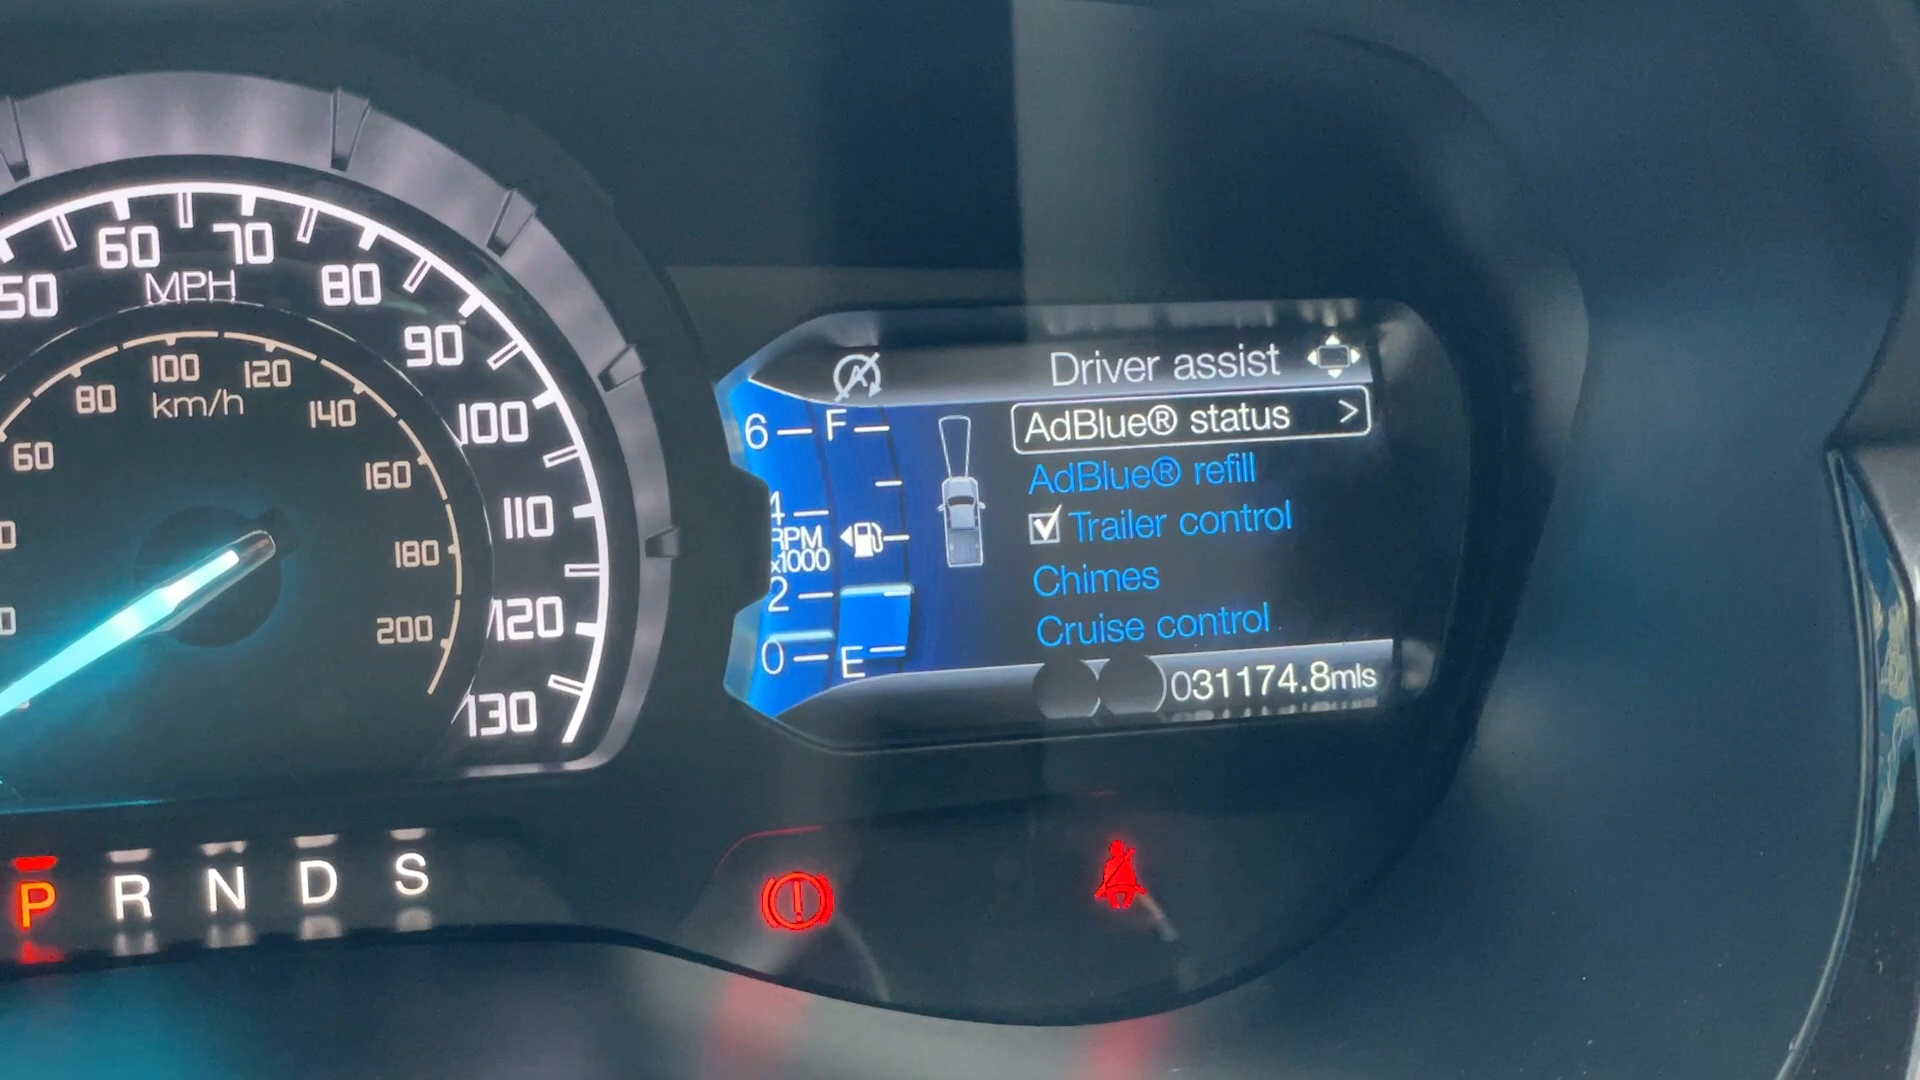 50
60
70
80
90
100
110
120
130
MPH
60
80
100
120
140
160
180
200
km/h
P R N D S
Driver assist
AdBlue® status >
AdBlue® refill
Trailer control
Chimes
Cruise control
031174.8mls
6
4
RPM
x1000
2
0
F
E